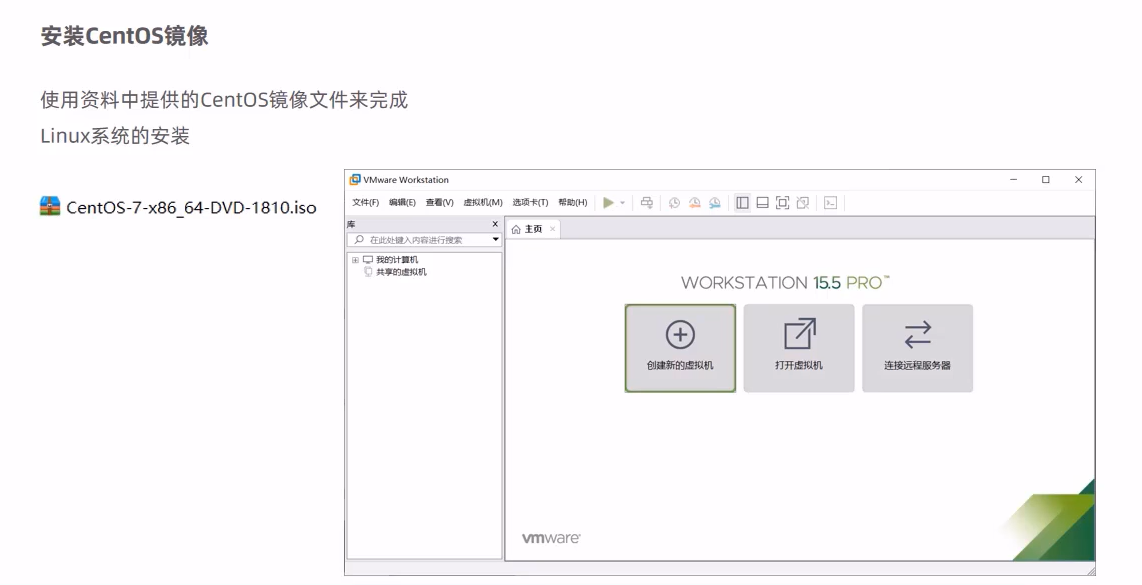 安装CentOS镜像
使用资料中提供的CentOS镜像文件来完成
Linux系统的安装
CentOS-7-x86_64-DVD-1810.iso
VMware Workstation
文件(F) 编辑(E) 查看(V) 虚拟机(M) 选项卡(T) 帮助(H)
库
在此处键入内容进行搜索
我的计算机
共享的虚拟机
主页
WORKSTATION 15.5 PRO™
创建新的虚拟机 打开虚拟机 连接远程服务器
vmware®